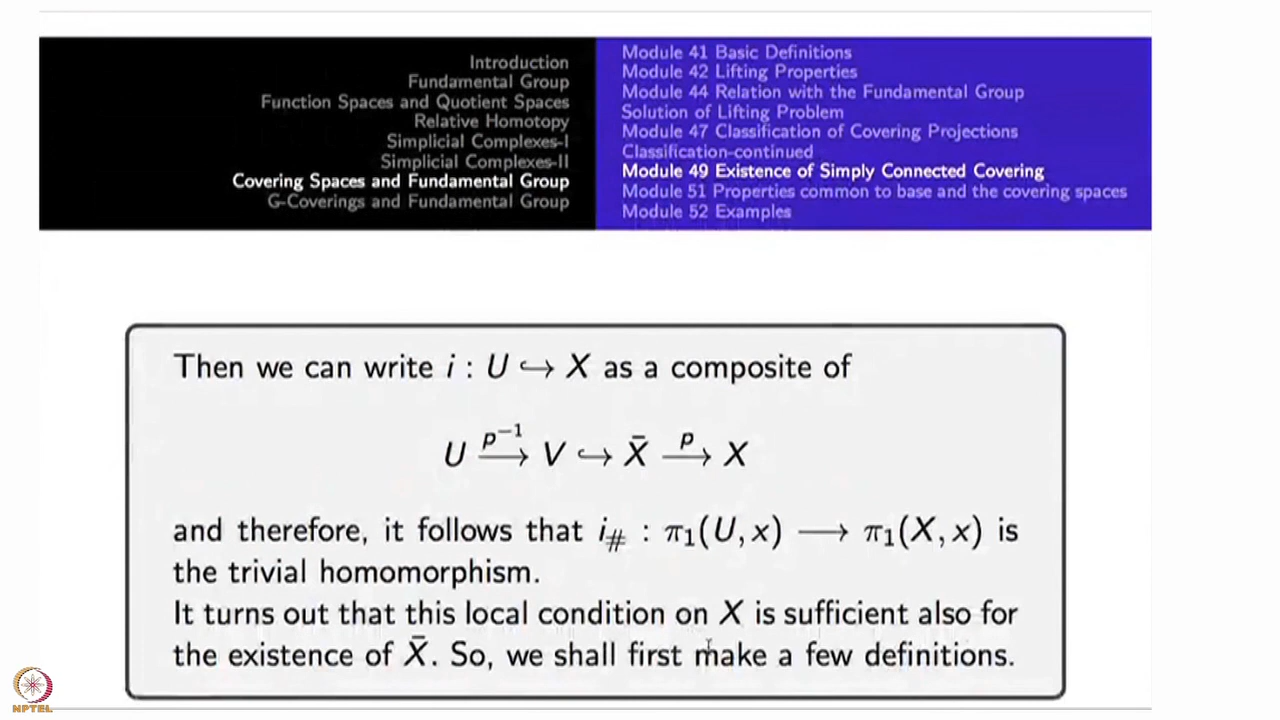 Introduction
Fundamental Group
Function Spaces and Quotient Spaces
Relative Homotopy
Simplicial Complexes-I
Simplicial Complexes-II
Covering Spaces and Fundamental Group
G-Coverings and Fundamental Group
Module 41 Basic Definitions
Module 42 Lifting Properties
Module 44 Relation with the Fundamental Group
Solution of Lifting Problem
Module 47 Classification of Covering Projections
Classification-continued
Module 49 Existence of Simply Connected Covering
Module 51 Properties common to base and the covering spaces
Module 52 Examples
Then we can write i : U ↪ X as a composite of
U \xrightarrow{p⁻¹} V ↪ X̄ \xrightarrow{p} X
and therefore, it follows that i_# : π₁(U, x) ⟶ π₁(X, x) is
the trivial homomorphism.
It turns out that this local condition on X is sufficient also for
the existence of X̄. So, we shall first make a few definitions.
NPTEL